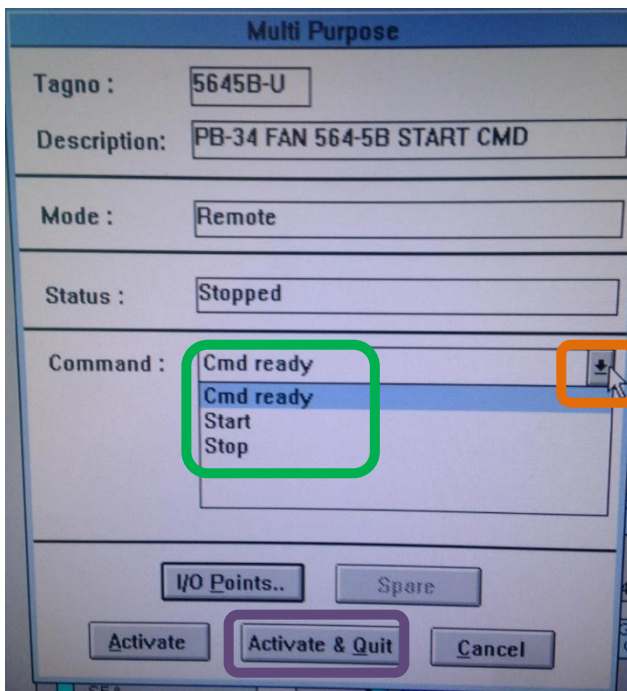 Multi Purpose
Tagno : 5645B-U
Description: PB-34 FAN 564-5B START CMD
Mode : Remote
Status : Stopped
Command : Cmd ready
Cmd ready
Start
Stop
I/O Points.. Spare
Activate Activate & Quit Cancel